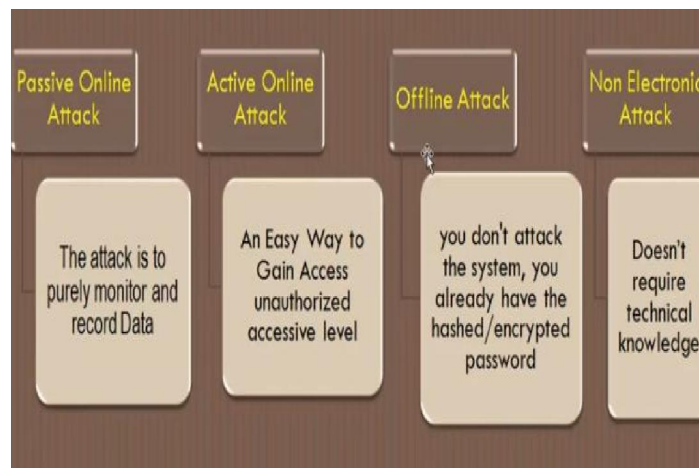 Passive Online
Attack
Active Online
Attack
Offline Attack
Non Electronic
Attack
The attack is to
purely monitor and
record Data
An Easy Way to
Gain Access
unauthorized
accessive level
you don't attack
the system, you
already have the
hashed/encrypted
password
Doesn't
require
technical
knowledge